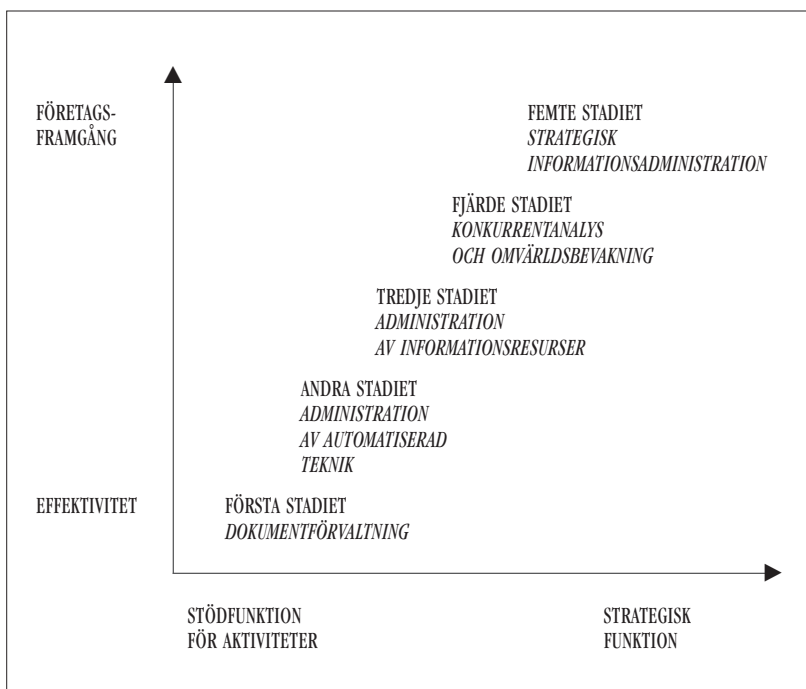 FÖRETAGS-
FRAMGÅNG
FEMTE STADIET
STRATEGISK
INFORMATIONSADMINISTRATION
FJÄRDE STADIET
KONKURRENTANALYS
OCH OMVÄRLDSBEVAKNING
TREDJE STADIET
ADMINISTRATION
AV INFORMATIONSRESURSER
ANDRA STADIET
ADMINISTRATION
AV AUTOMATISERAD
TEKNIK
EFFEKTIVITET
FÖRSTA STADIET
DOKUMENTFÖRVALTNING
STÖDFUNKTION
FÖR AKTIVITETER
STRATEGISK
FUNKTION